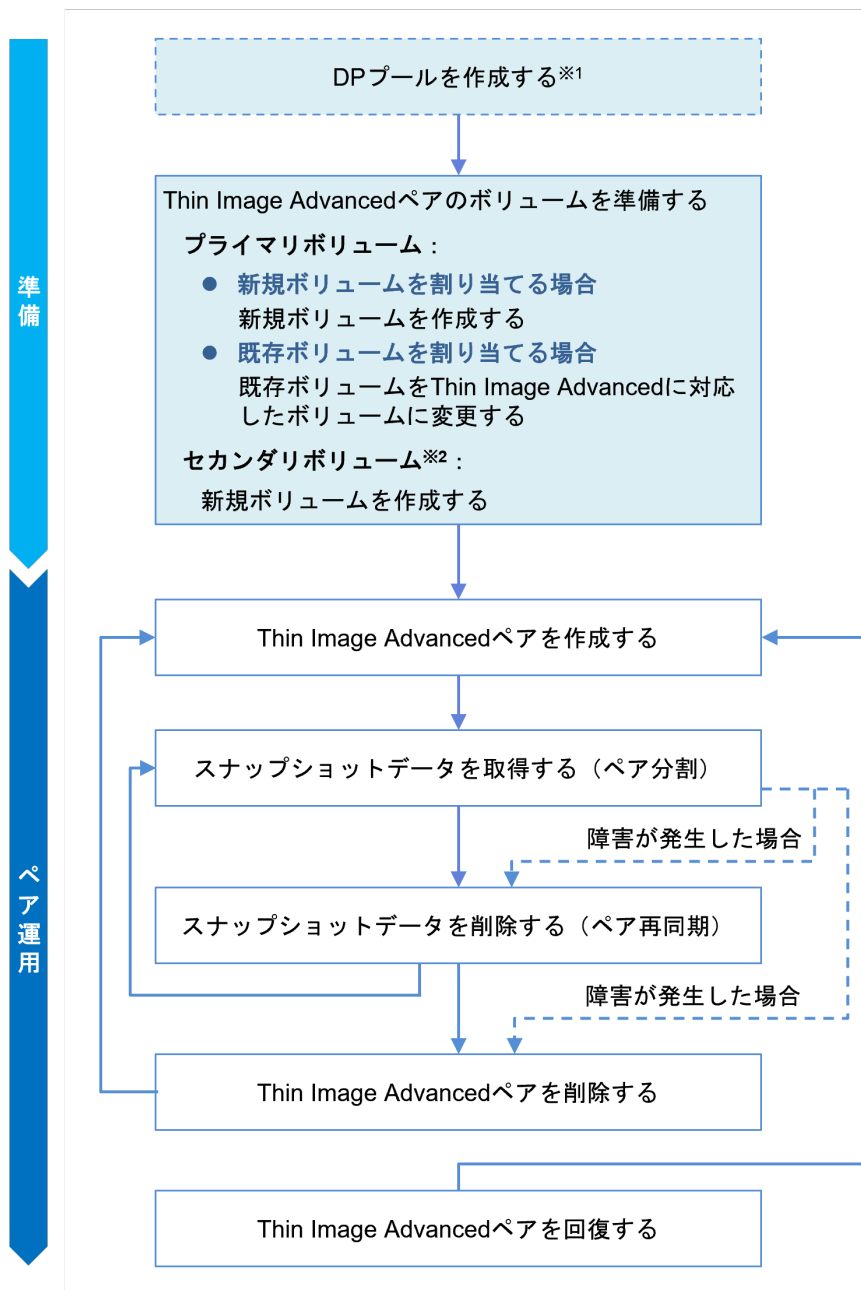 準備
DPプールを作成する※1
Thin Image Advancedペアのボリュームを準備する
プライマリボリューム：
● 新規ボリュームを割り当てる場合
新規ボリュームを作成する
● 既存ボリュームを割り当てる場合
既存ボリュームをThin Image Advancedに対応
したボリュームに変更する
セカンダリボリューム※2：
新規ボリュームを作成する
ペア運用
Thin Image Advancedペアを作成する
スナップショットデータを取得する（ペア分割）
障害が発生した場合
スナップショットデータを削除する（ペア再同期）
障害が発生した場合
Thin Image Advancedペアを削除する
Thin Image Advancedペアを回復する